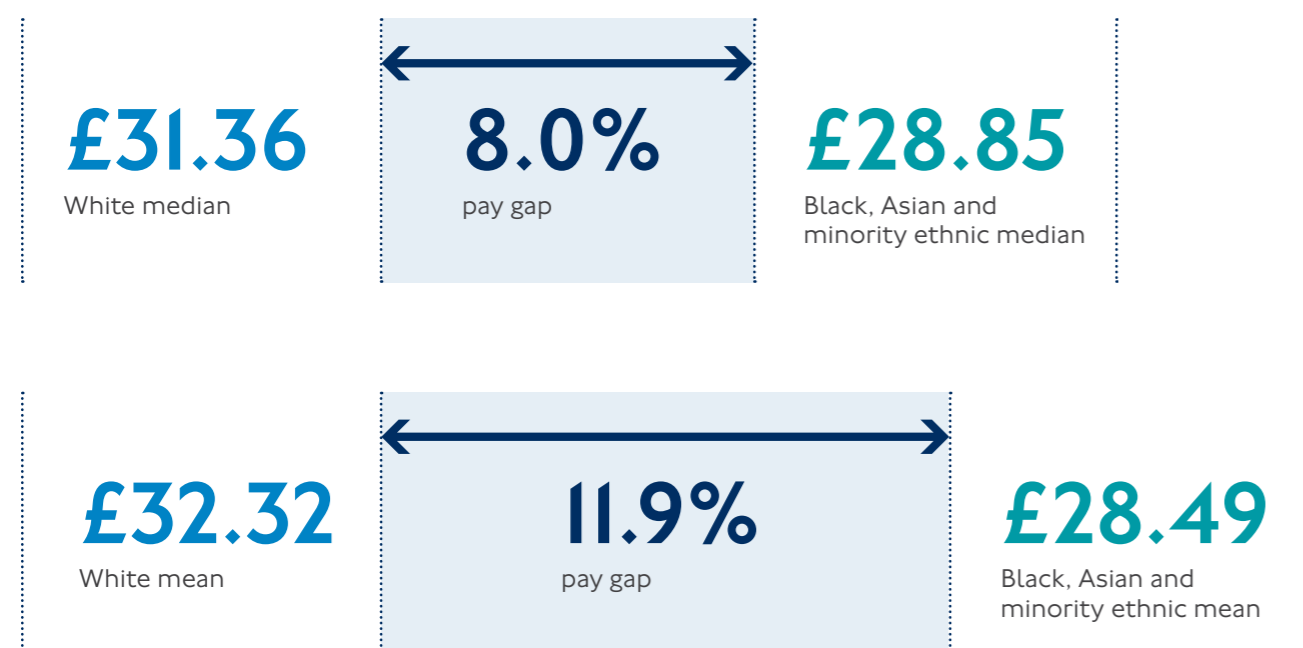 £31.36
White median
8.0%
pay gap
£28.85
Black, Asian and
minority ethnic median
£32.32
White mean
11.9%
pay gap
£28.49
Black, Asian and
minority ethnic mean